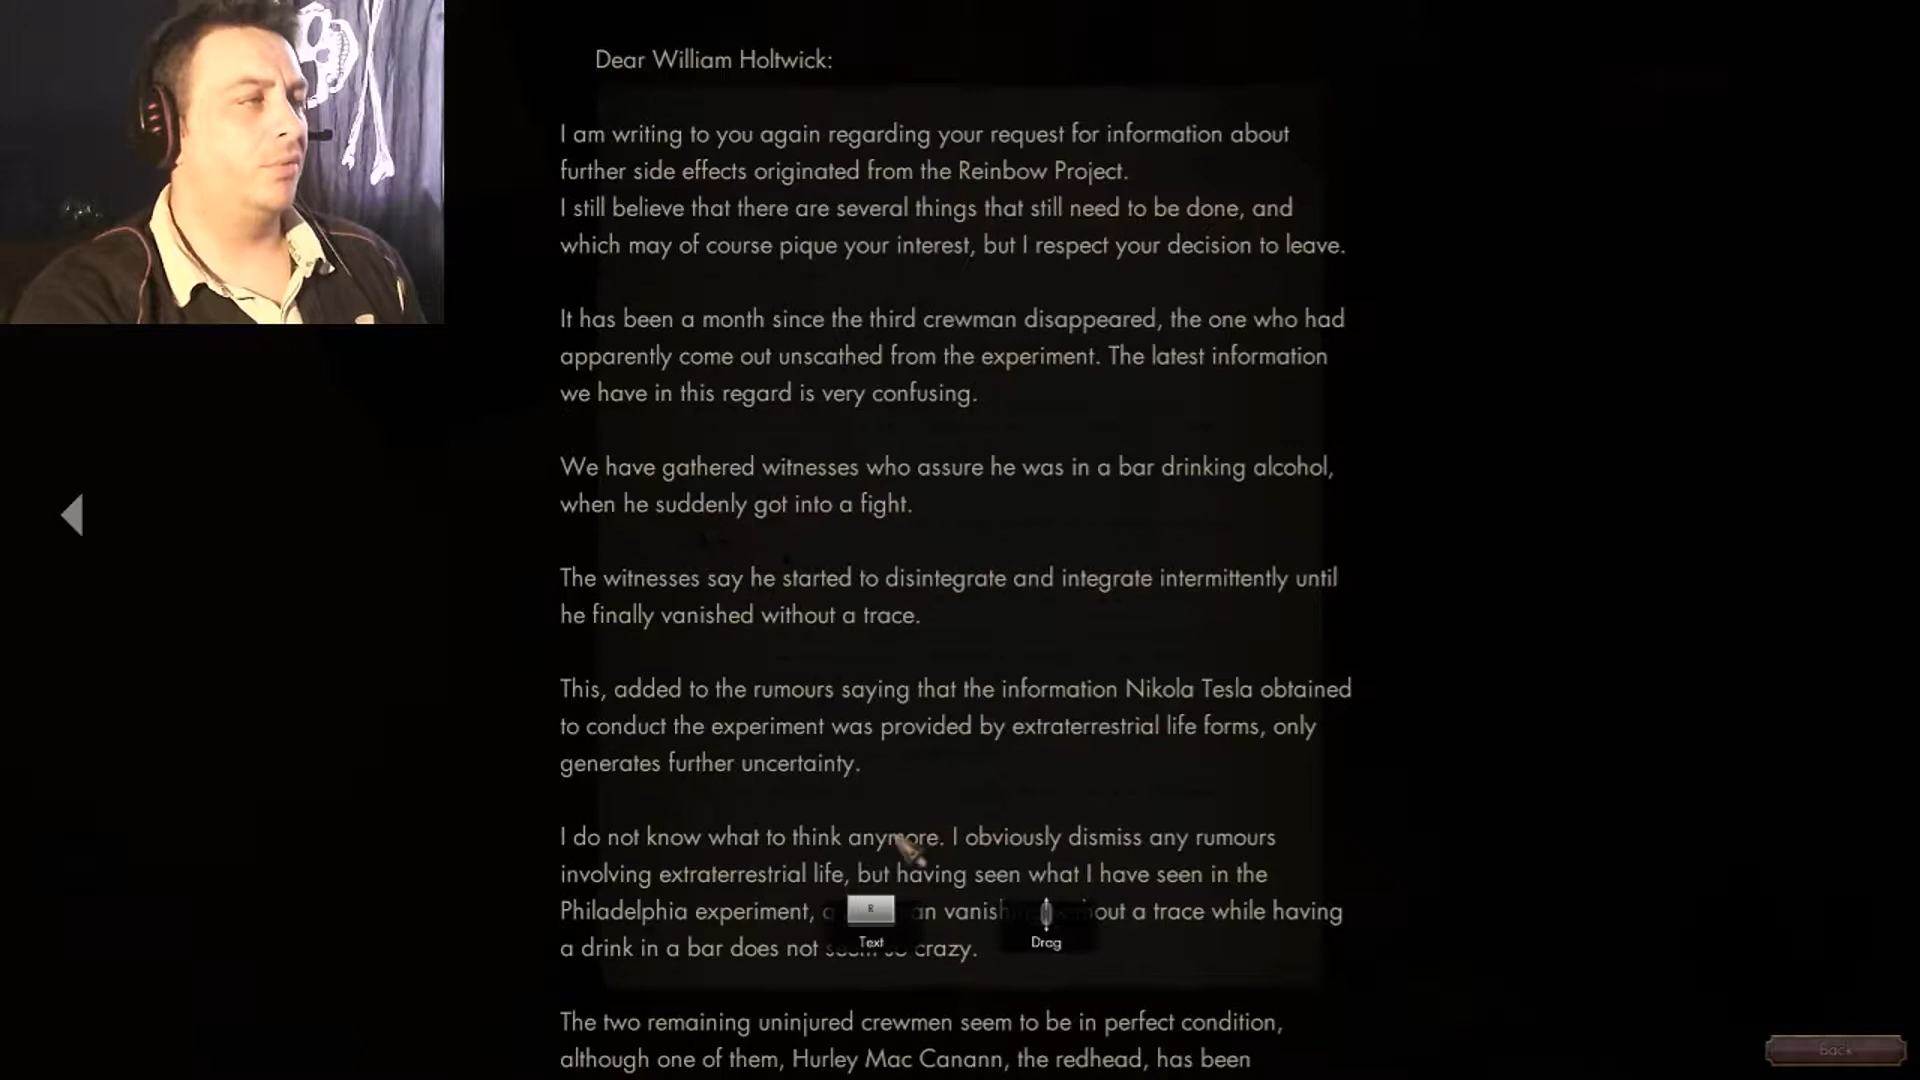 Dear William Holtwick:
I am writing to you again regarding your request for information about
further side effects originated from the Reinbow Project.
I still believe that there are several things that still need to be done, and
which may of course pique your interest, but I respect your decision to leave.
It has been a month since the third crewman disappeared, the one who had
apparently come out unscathed from the experiment. The latest information
we have in this regard is very confusing.
We have gathered witnesses who assure he was in a bar drinking alcohol,
when he suddenly got into a fight.
The witnesses say he started to disintegrate and integrate intermittently until
he finally vanished without a trace.
This, added to the rumours saying that the information Nikola Tesla obtained
to conduct the experiment was provided by extraterrestrial life forms, only
generates further uncertainty.
I do not know what to think anymore. I obviously dismiss any rumours
involving extraterrestrial life, but having seen what I have seen in the
Philadelphia experiment, a trace while having
a drink in a bar does not crazy.
R
Text
Drag
The two remaining uninjured crewmen seem to be in perfect condition,
although one of them, Hurley Mac Canann, the redhead, has been
back